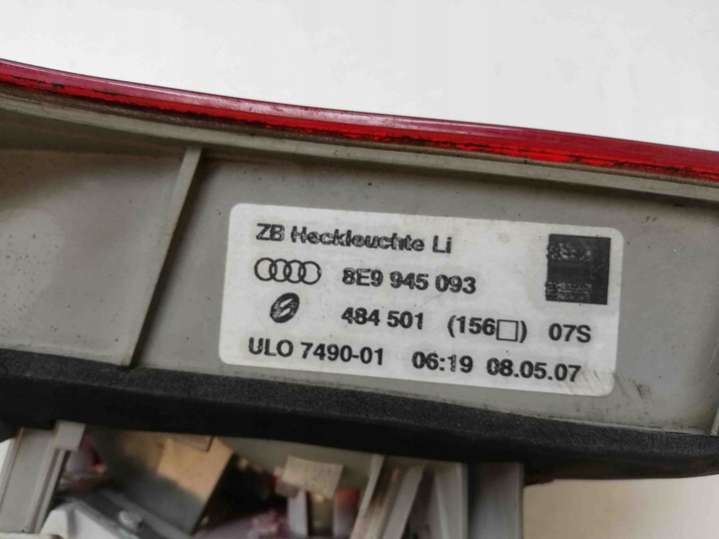 ZB Heckleuchte Li
8E9 945 093
484 501 (156□) 07S
ULO 7490-01 06:19 08.05.07